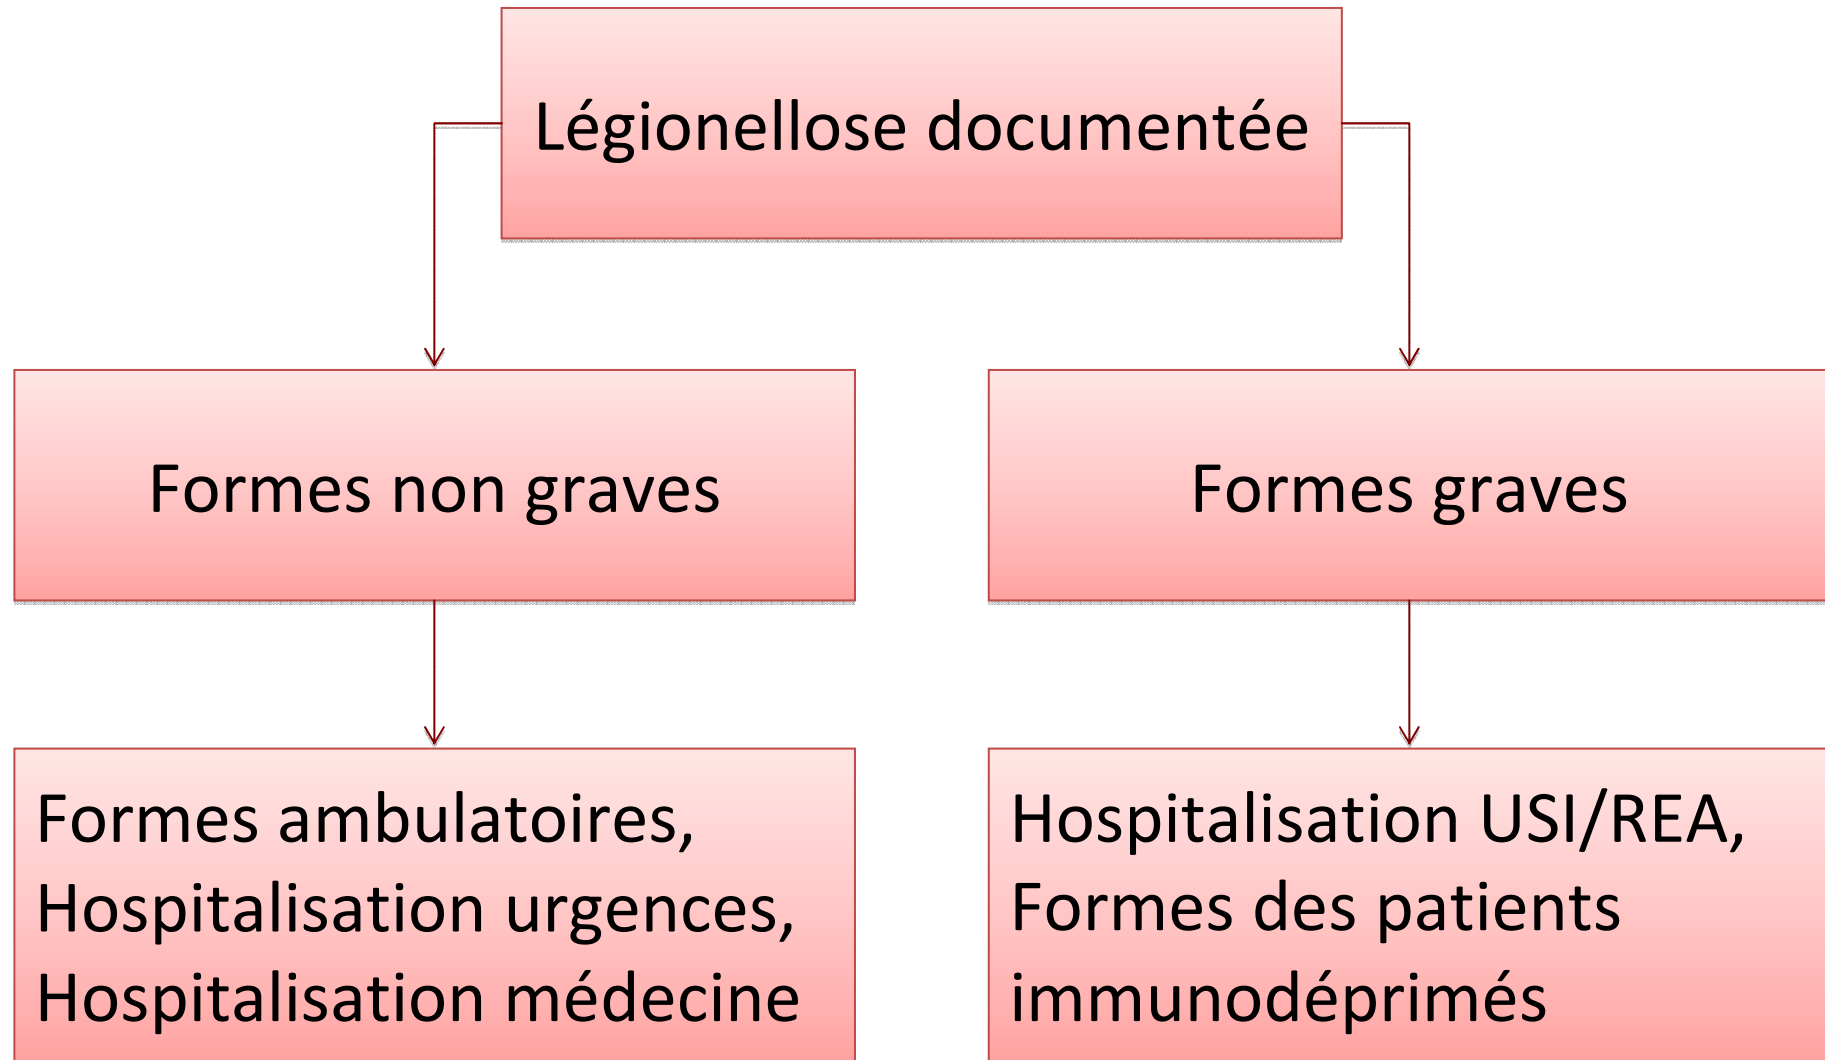 Légionellose documentée
Formes non graves
Formes graves
Formes ambulatoires,
Hospitalisation urgences,
Hospitalisation médecine
Hospitalisation USI/REA,
Formes des patients
immunodéprimés